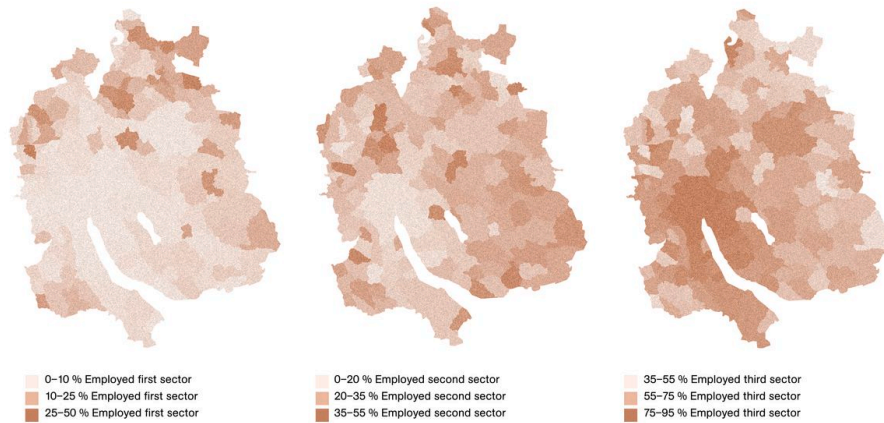 0–10 % Employed first sector
10–25 % Employed first sector
25–50 % Employed first sector
0–20 % Employed second sector
20–35 % Employed second sector
35–55 % Employed second sector
35–55 % Employed third sector
55–75 % Employed third sector
75–95 % Employed third sector